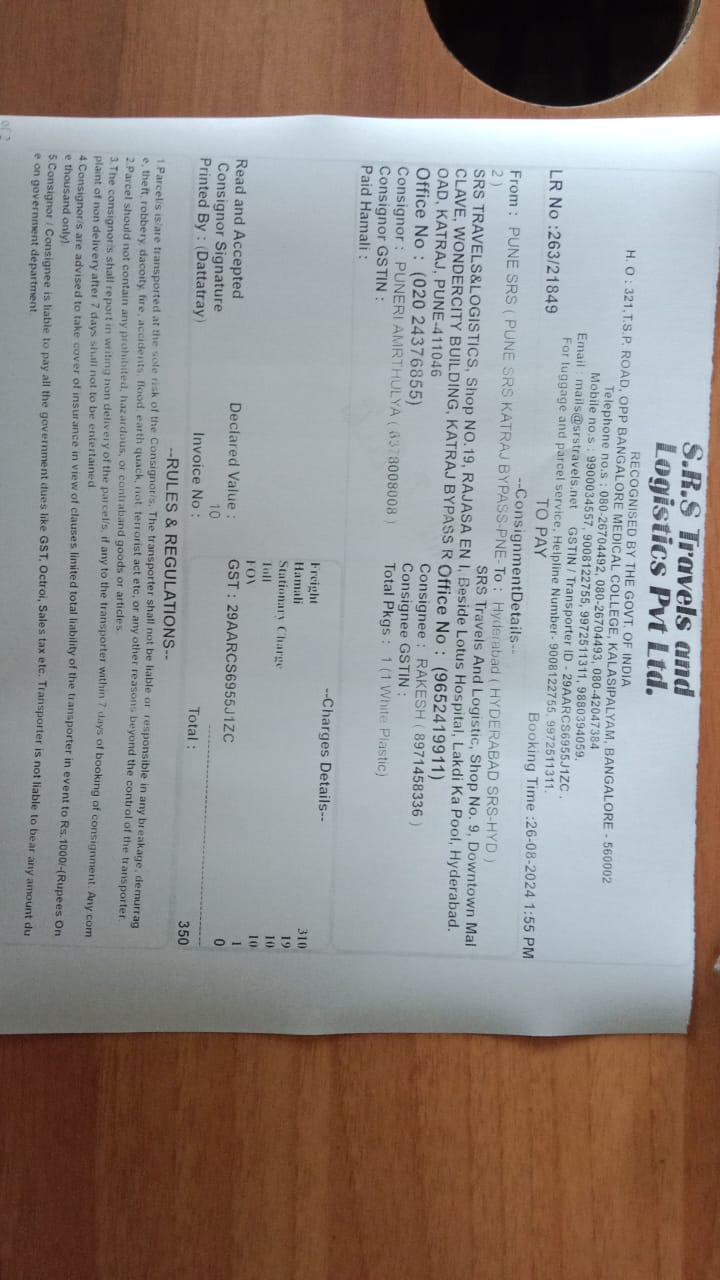 S.R.S Travels and
Logistics Pvt Ltd.
RECOGNISED BY THE GOVT. OF INDIA
H. O : 321,T.S.P. ROAD, OPP BANGALORE MEDICAL COLLEGE, KALASIPALYAM, BANGALORE - 560002
Telephone no.s : 080-26704492, 080-26704493, 080-42047384
Mobile no.s : 9900034557, 9008122755, 9972511311, 9880394059,
Email : mails@srstravels.net GSTIN / Transporter ID - 29AARCS6955J1ZC ,
For luggage and parcel service, Helpline Number- 9008122755, 9972511311.
LR No :263/21849 TO PAY Booking Time :26-08-2024 1:55 PM
--ConsignmentDetails--
From : PUNE SRS ( PUNE SRS KATRAJ BYPASS-PNE-
2 )
SRS TRAVELS&LOGISTICS, Shop NO.19, RAJASA EN
CLAVE, WONDERCITY BUILDING, KATRAJ BYPASS R
OAD, KATRAJ, PUNE-411046
Office No : (020 24376855)
Consignor : PUNERI AMRTHULYA ( 8378008008 )
Consignor GSTIN :
Paid Hamali :
To : Hyderabad ( HYDERABAD SRS-HYD )
SRS Travels And Logistic, Shop No. 9, Downtown Mal
l, Beside Lotus Hospital, Lakdi Ka Pool, Hyderabad.
Office No : (9652419911)
Consignee : RAKESH ( 8971458336 )
Consignee GSTIN :
Total Pkgs : 1 (1 White Plastic)
--Charges Details--
Freight 310
Hamali 19
Stationary Charge 10
Toll 10
FOV 1
GST : 29AARCS6955J1ZC 0
Total : 350
Read and Accepted
Consignor Signature
Printed By : (Dattatray)
Declared Value :
10
Invoice No :
--RULES & REGULATIONS--
1.Parcel/s is/are transported at the sole risk of the Consignor/s. The transporter shall not be liable or responsible in any breakage, demurrag
e, theft, robbery, dacoity, fire, accidents, flood, earth quack, riot, terrorist act etc, or any other reasons beyond the control of the transporter.
2.Parcel should not contain any prohibited, hazardous, or contraband goods or articles.
3.The consignor/s shall report in writing non delivery of the parcel/s, if any to the transporter within 7 days of booking of consignment. Any com
plaint of non delivery after 7 days shall not to be entertained
4.Consignor/s are advised to take cover of insurance in view of clauses limited total liability of the transporter in event to Rs.1000/-(Rupees On
e thousand only).
5.Consignor / Consignee is liable to pay all the government dues like GST, Octroi, Sales tax etc. Transporter is not liable to bear any amount du
e on government department.